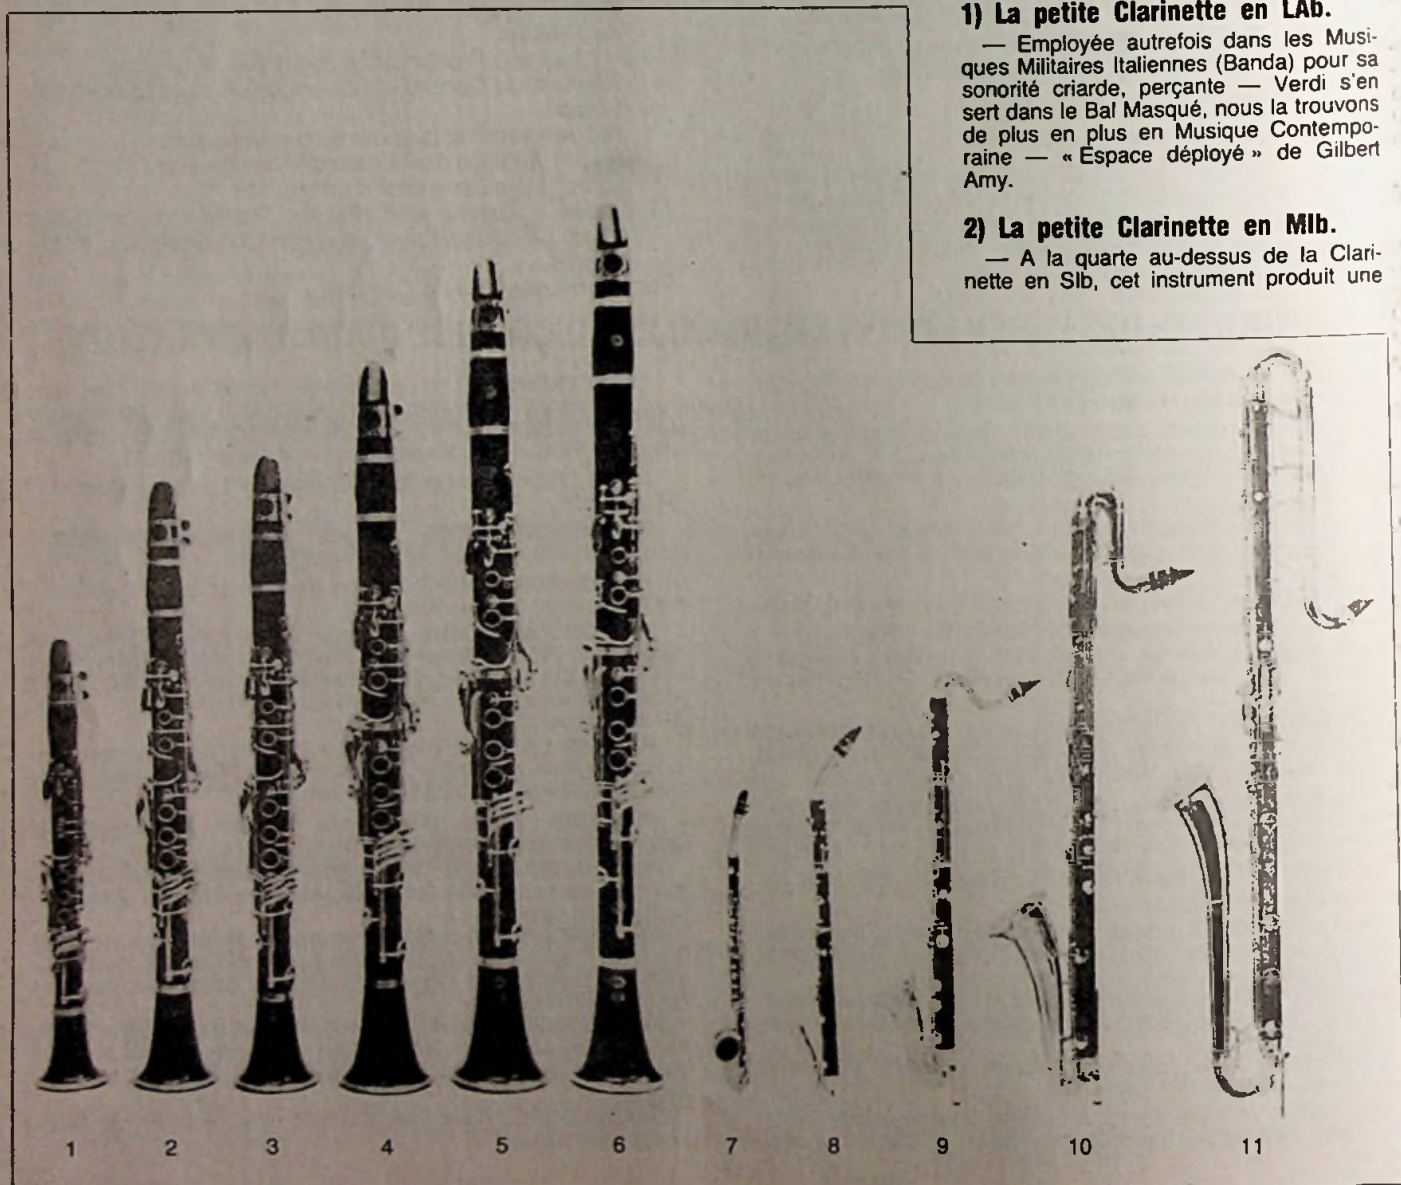 1) La petite Clarinette en LAb.
— Employée autrefois dans les Musi-
ques Militaires Italiennes (Banda) pour sa
sonorité criarde, perçante — Verdi s'en
sert dans le Bal Masqué, nous la trouvons
de plus en plus en Musique Contempo-
raine — « Espace déployé » de Gilbert
Amy.
2) La petite Clarinette en MIb.
— A la quarte au-dessus de la Clari-
nette en SIb, cet instrument produit une
1 2 3 4 5 6 7 8 9 10 11